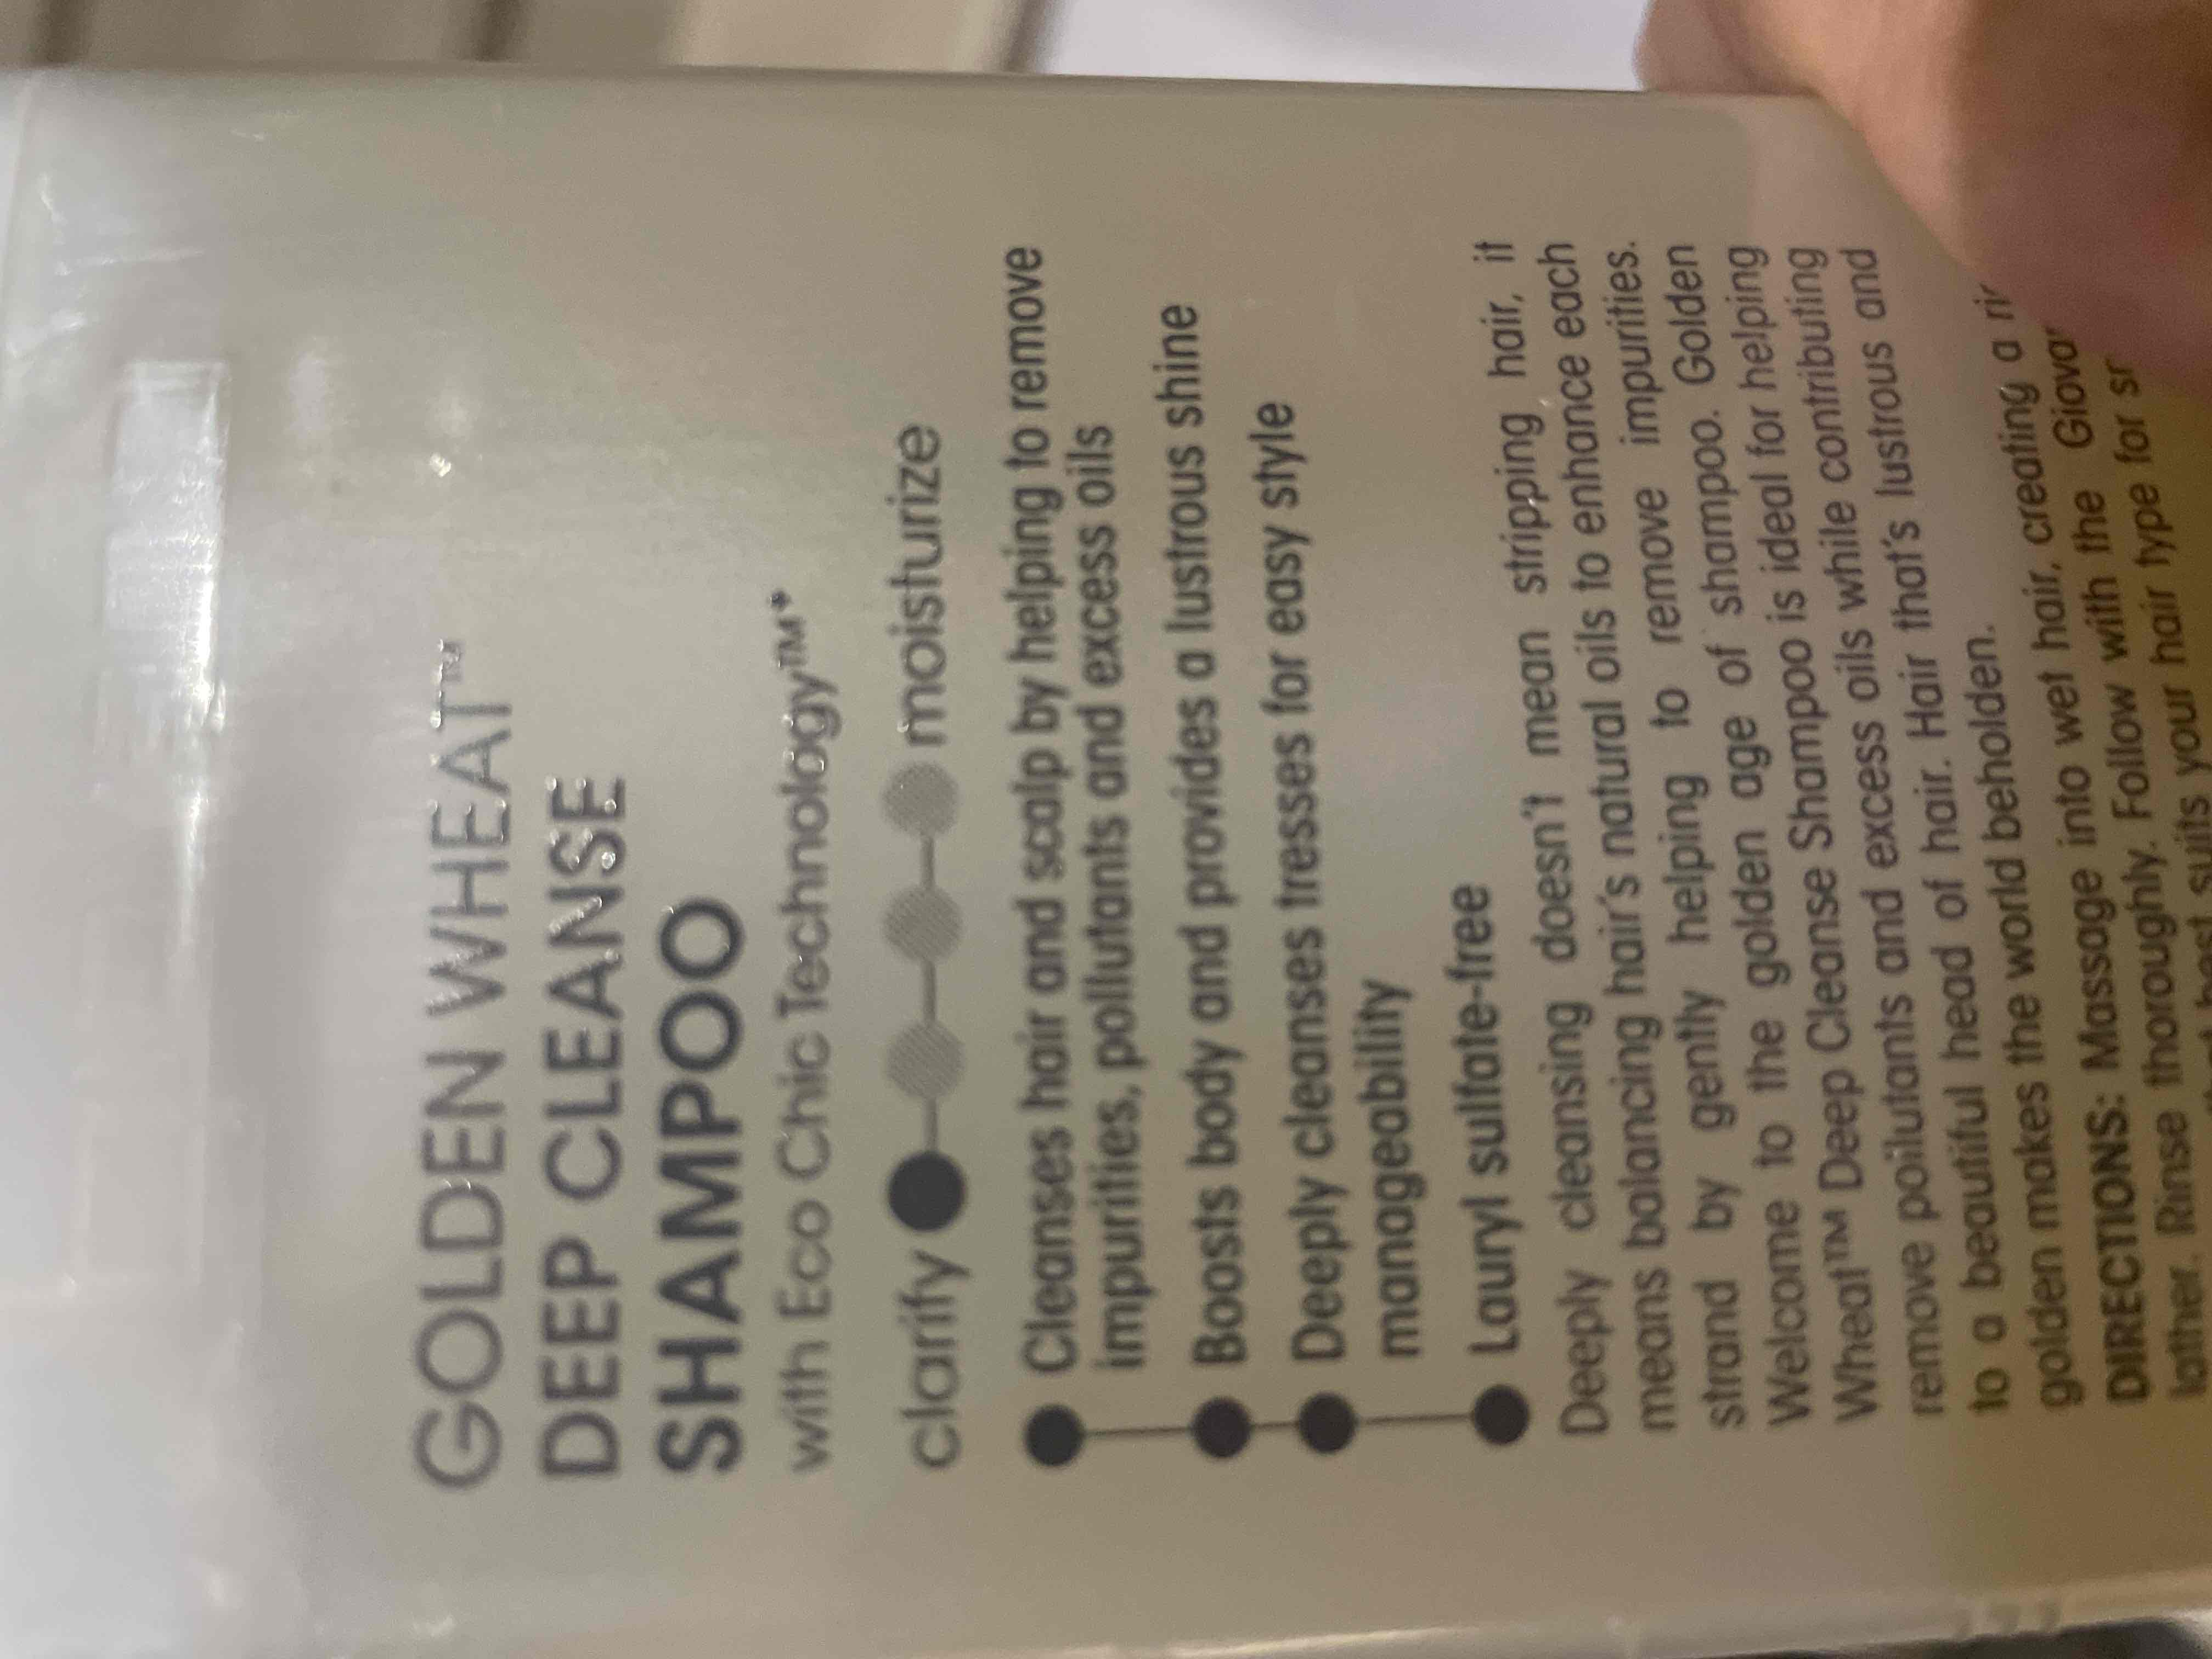 GOLDEN WHEAT™
DEEP CLEANSE
SHAMPOO
with Eco Chic Technology™*
clarify moisturize
Cleanses hair and scalp by helping to remove
impurities, pollutants and excess oils
Boosts body and provides a lustrous shine
Deeply cleanses tresses for easy style
manageability
Lauryl sulfate-free
Deeply cleansing doesn't mean stripping hair, it
means balancing hair's natural oils to enhance each
strand by gently helping to remove impurities.
Welcome to the golden age of shampoo. Golden
Wheat™ Deep Cleanse Shampoo is ideal for helping
remove pollutants and excess oils while contributing
to a beautiful head of hair. Hair that's lustrous and
golden makes the world beholden.
DIRECTIONS: Massage into wet hair, creating a
lather. Rinse thoroughly. Follow with the
suits your hair type for